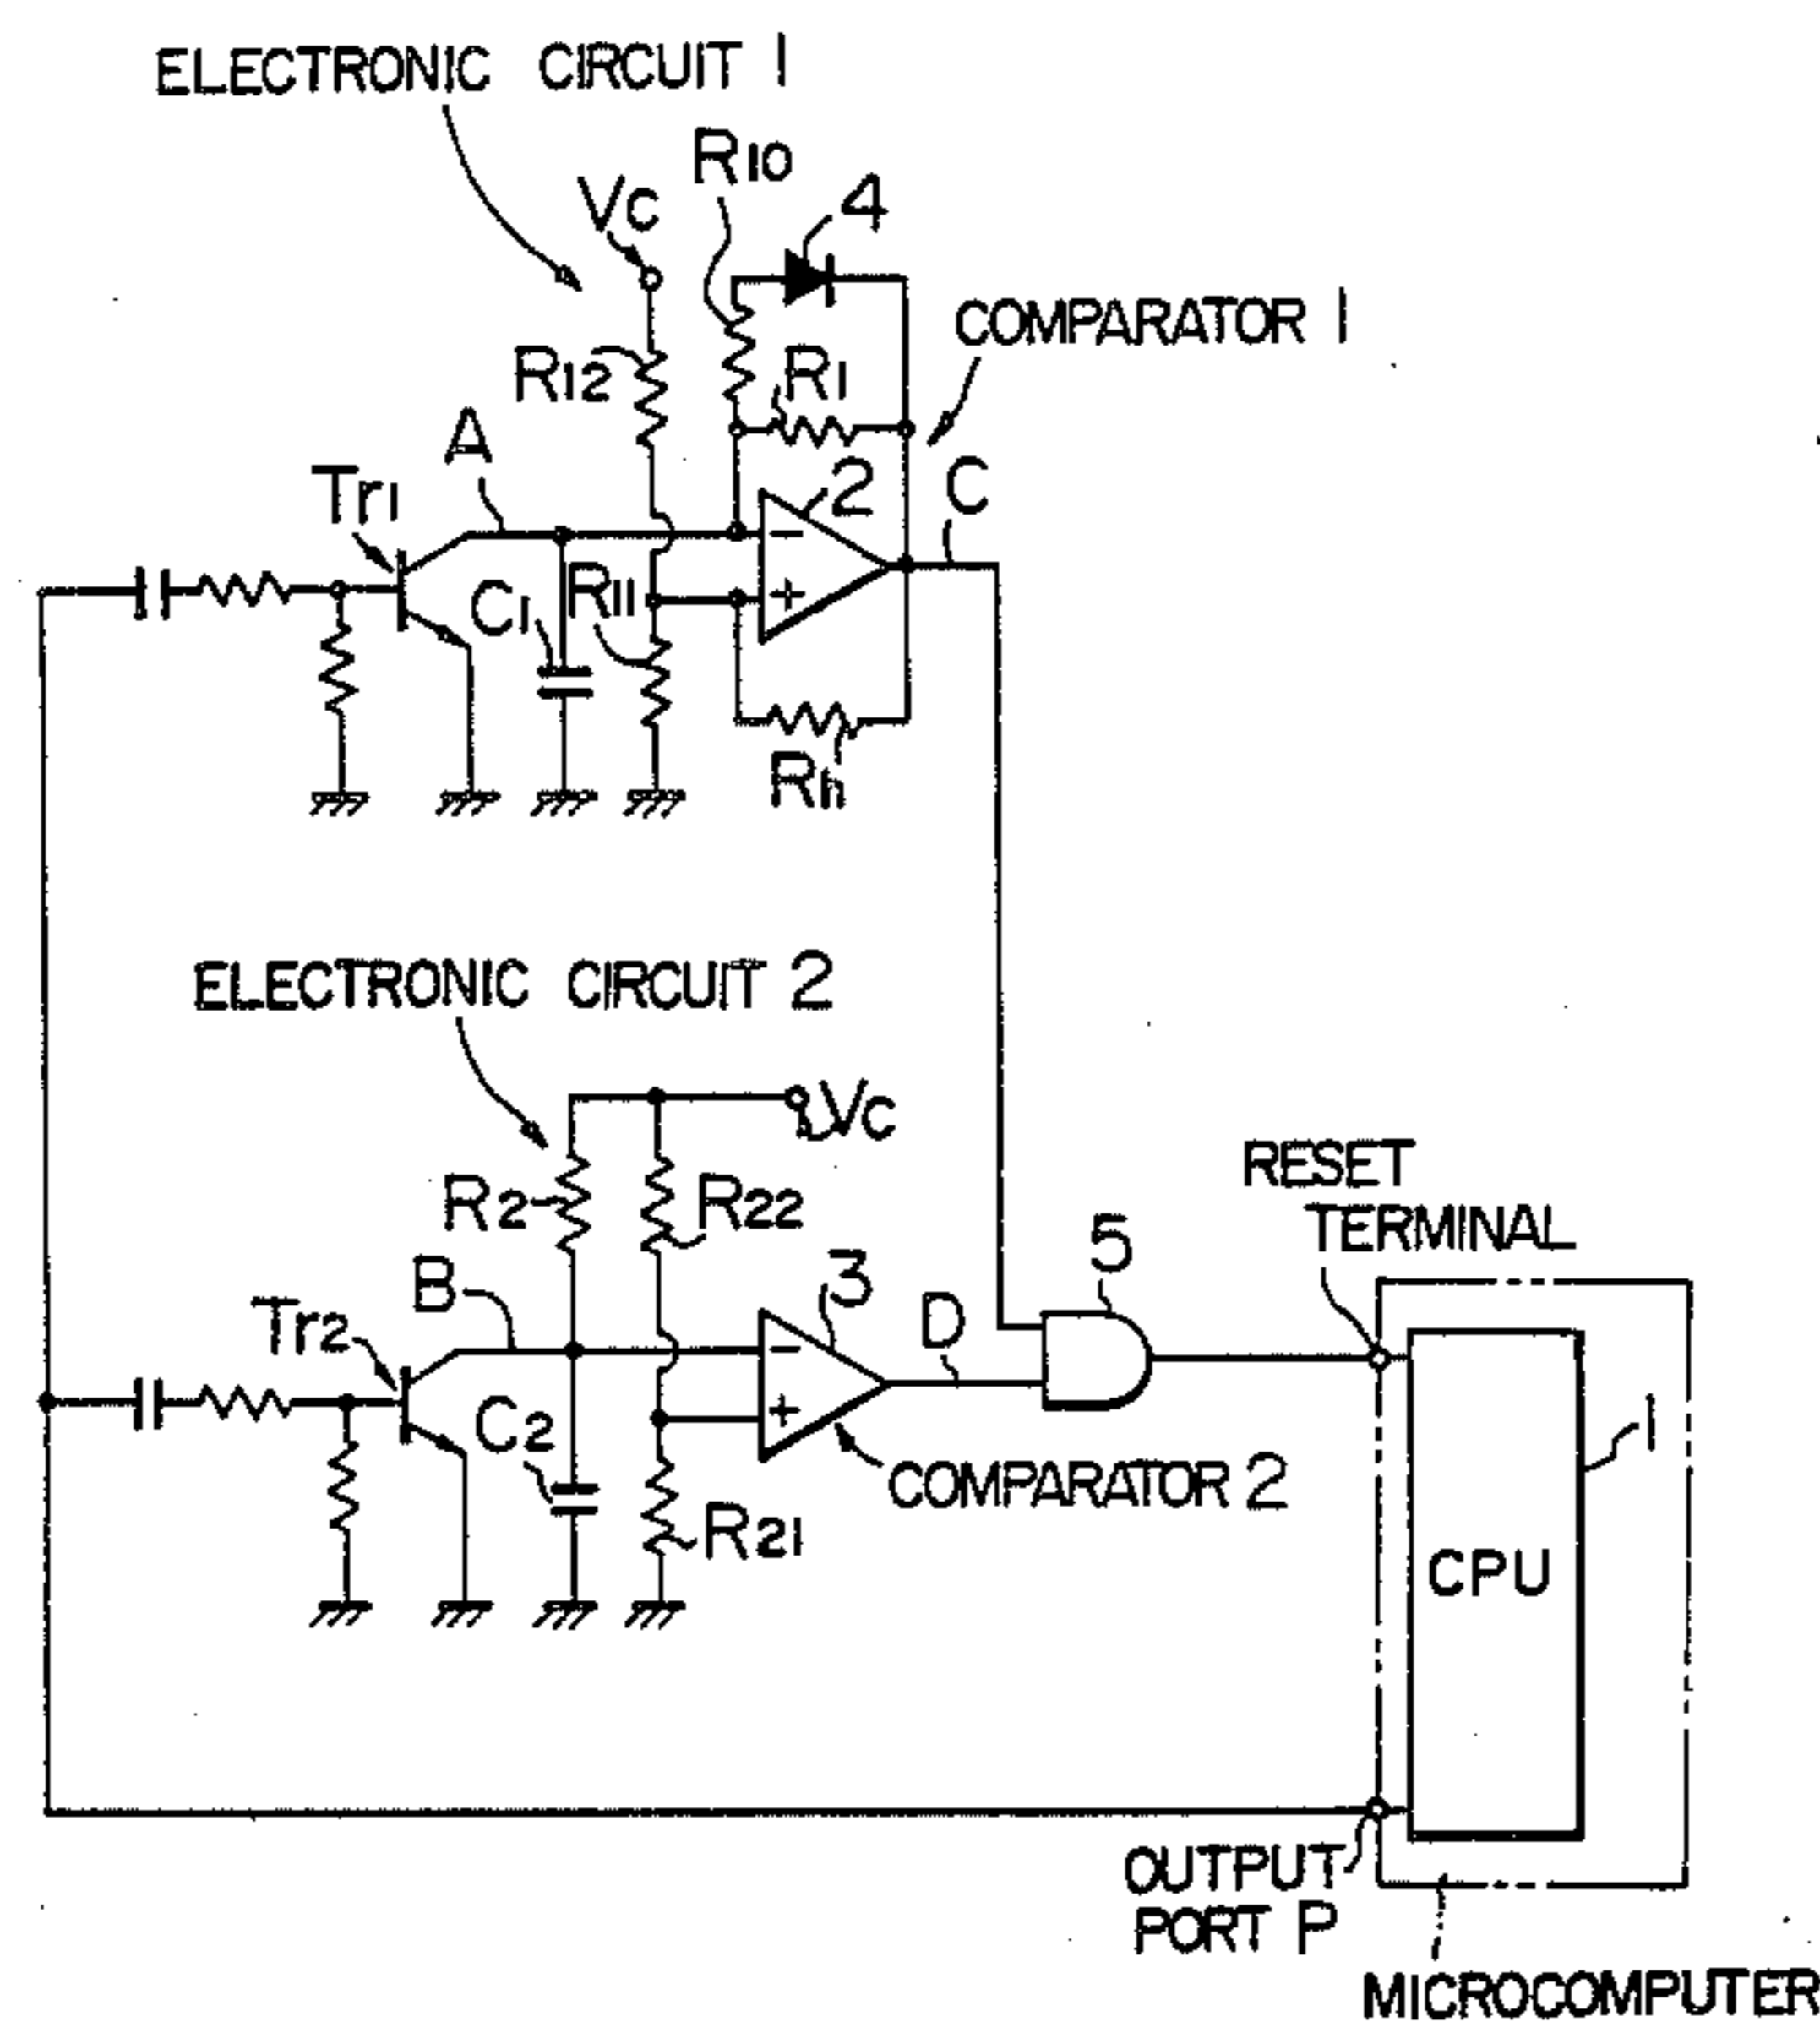 ELECTRONIC CIRCUIT 1
R10
Vc
4
COMPARATOR 1
R12
R1
A
2
C
Tr1
-
C1
R11
+
Rh
ELECTRONIC CIRCUIT 2
Vc
R2
R22
RESET
TERMINAL
5
B
3
D
Tr2
-
C2
+
1
COMPARATOR 2
R21
CPU
OUTPUT
PORT P
MICROCOMPUTER